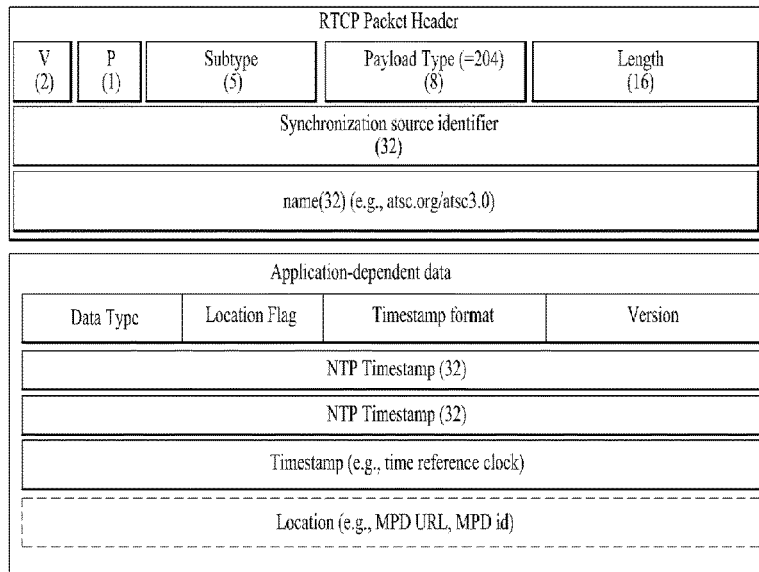 RTCP Packet Header
V P Subtype Payload Type (=204) Length
(2) (1) (5) (8) (16)
Synchronization source identifier
(32)
name(32) (e.g., atsc.org/atsc3.0)
Application-dependent data
Data Type Location Flag Timestamp format Version
NTP Timestamp (32)
NTP Timestamp (32)
Timestamp (e.g., time reference clock)
Location (e.g., MPD URL, MPD id)